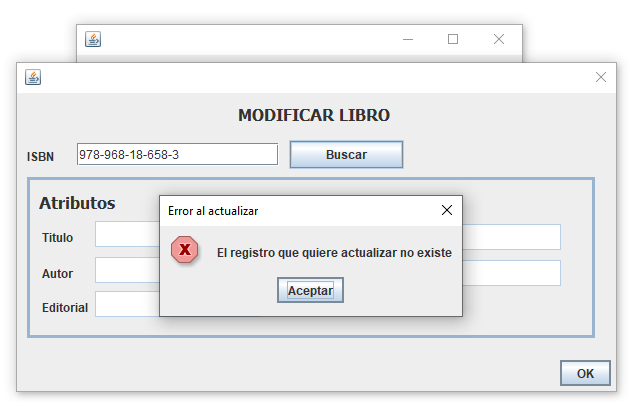 MODIFICAR LIBRO
ISBN 978-968-18-658-3 Buscar
Atributos
Error al actualizar
Titulo
El registro que quiere actualizar no existe
Autor
Aceptar
Editorial
OK